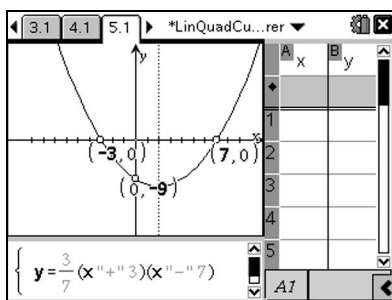 3.1 4.1 5.1 *LinQuadCu...rer
y
x
(-3,0) (7,0)
(0,-9)
y=3/7(x"+"3)(x"-"7)
A x B y
◆
1
2
3
4
5
A1